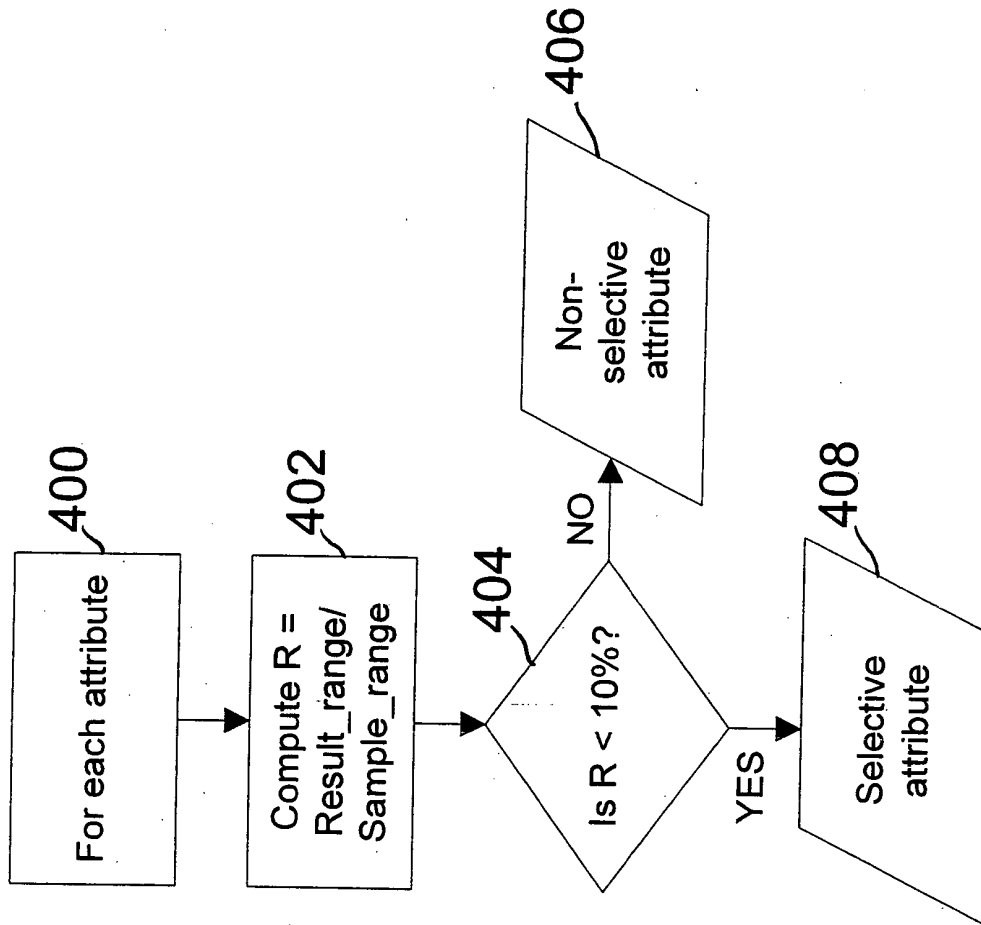 400
For each attribute
402
Compute R =
Result_range/
Sample_range
404
Is R < 10%?
NO
406
Non-
selective
attribute
YES
408
Selective
attribute